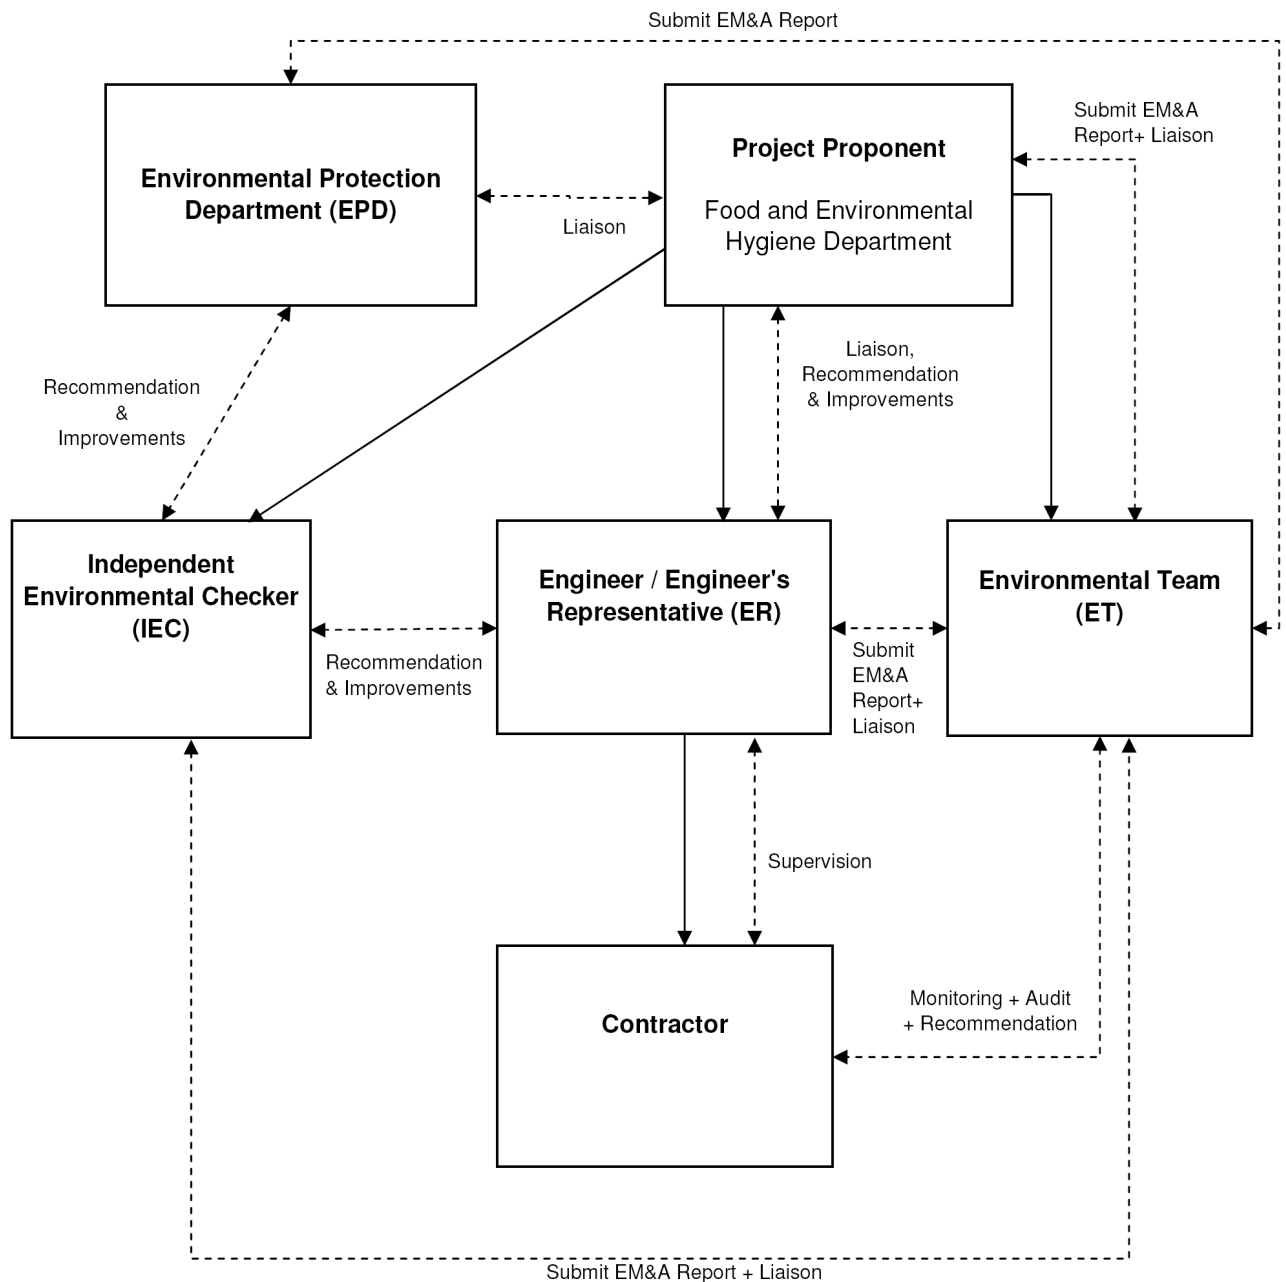 Submit EM&A Report
Environmental Protection
Department (EPD)
Liaison
Project Proponent
Food and Environmental
Hygiene Department
Submit EM&A
Report+ Liaison
Recommendation
&
Improvements
Liaison,
Recommendation
& Improvements
Independent
Environmental Checker
(IEC)
Recommendation
& Improvements
Engineer / Engineer's
Representative (ER)
Submit
EM&A
Report+
Liaison
Environmental Team
(ET)
Supervision
Contractor
Monitoring + Audit
+ Recommendation
Submit EM&A Report + Liaison